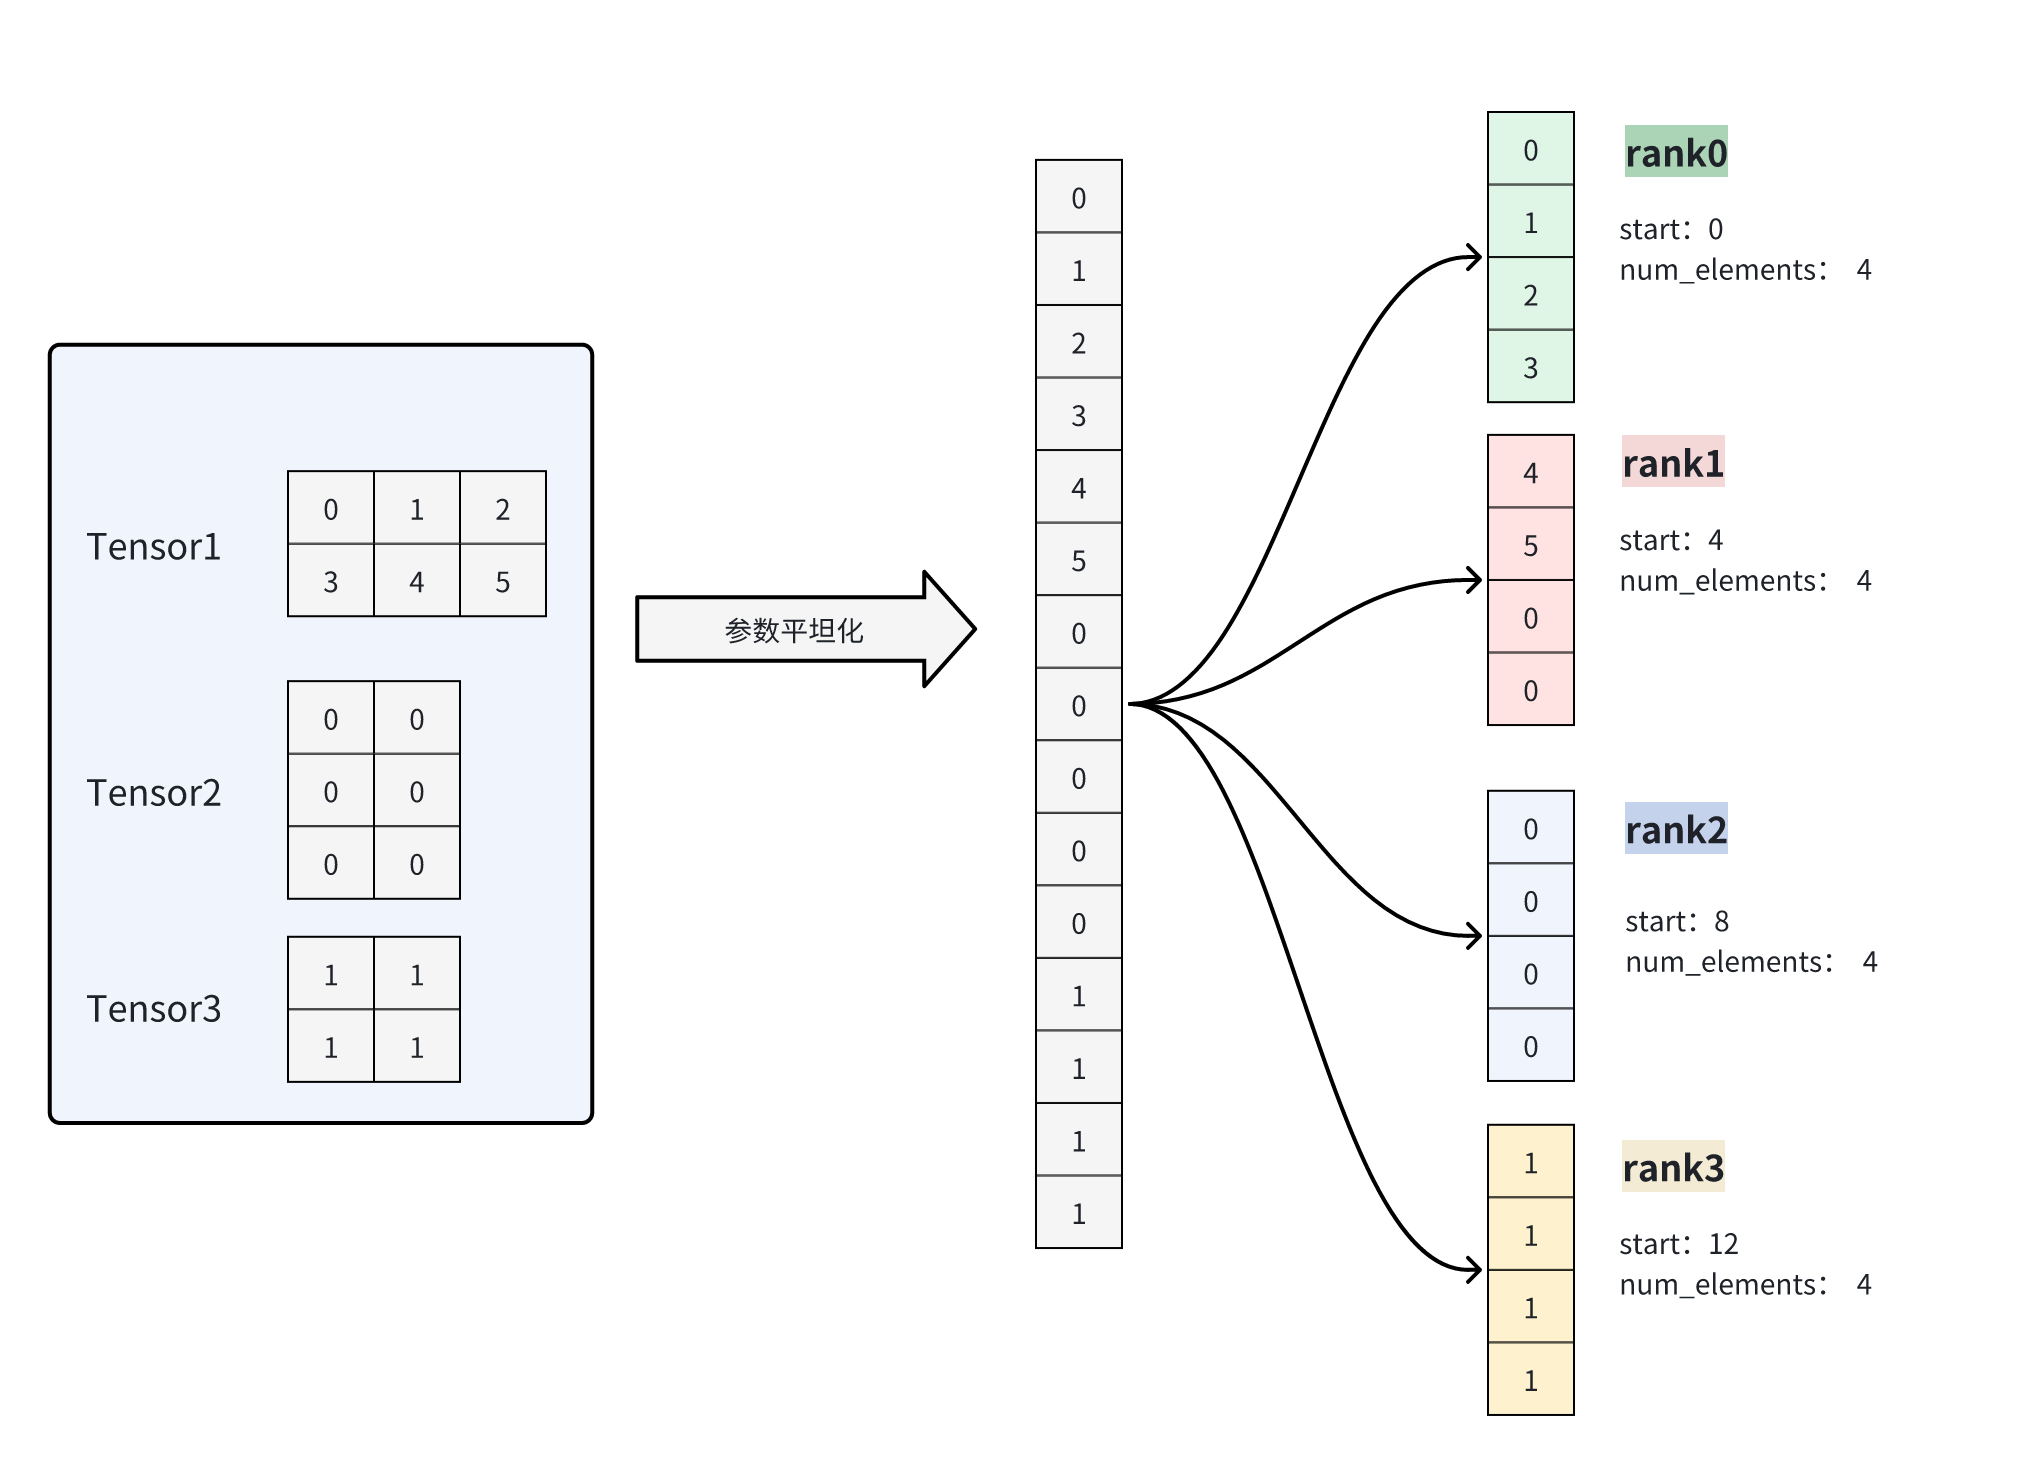 Tensor1
0 1 2
3 4 5
Tensor2
0 0
0 0
0 0
Tensor3
1 1
1 1
参数平坦化
0
1
2
3
4
5
0
0
0
0
0
1
1
1
1
0
1
2
3
rank0
start：0
num_elements： 4
4
5
0
0
rank1
start：4
num_elements： 4
0
0
0
0
rank2
start：8
num_elements： 4
1
1
1
1
rank3
start：12
num_elements： 4